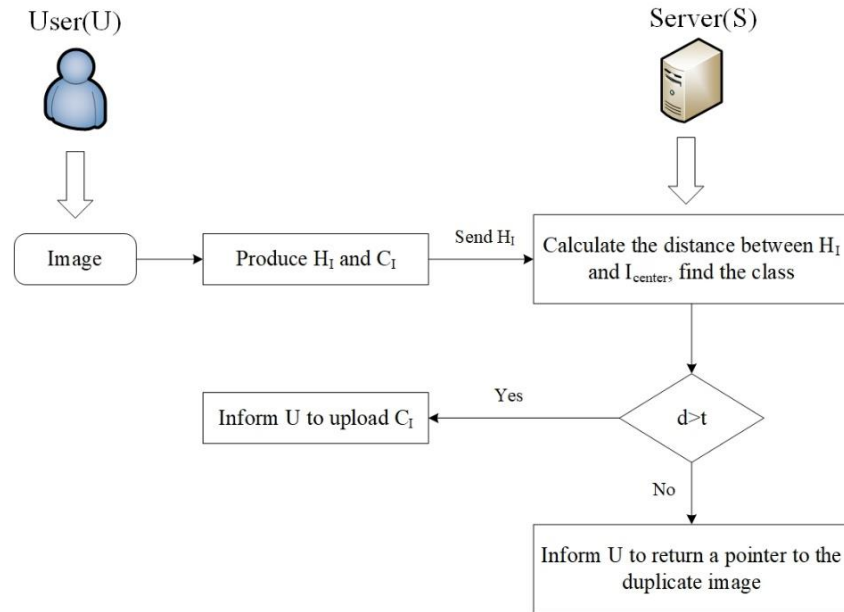 User(U)
Server(S)
Image
Produce H_I and C_I
Send H_I
Calculate the distance between H_I
and I_center, find the class
Yes
Inform U to upload C_I
d>t
No
Inform U to return a pointer to the
duplicate image